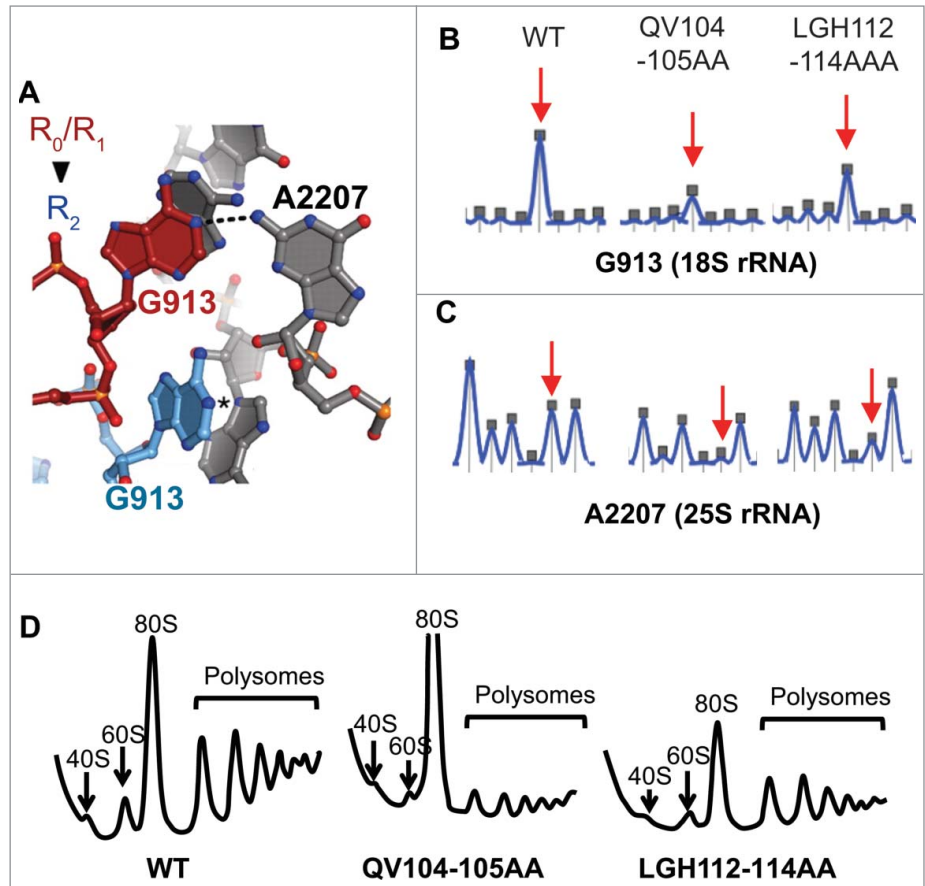 A
R0/R1
R2
A2207
G913
*
G913
B
WT
QV104
-105AA
LGH112
-114AAA
G913 (18S rRNA)
C
A2207 (25S rRNA)
D
40S
60S
80S
Polysomes
WT
40S
60S
80S
Polysomes
QV104-105AA
40S
60S
80S
Polysomes
LGH112-114AA